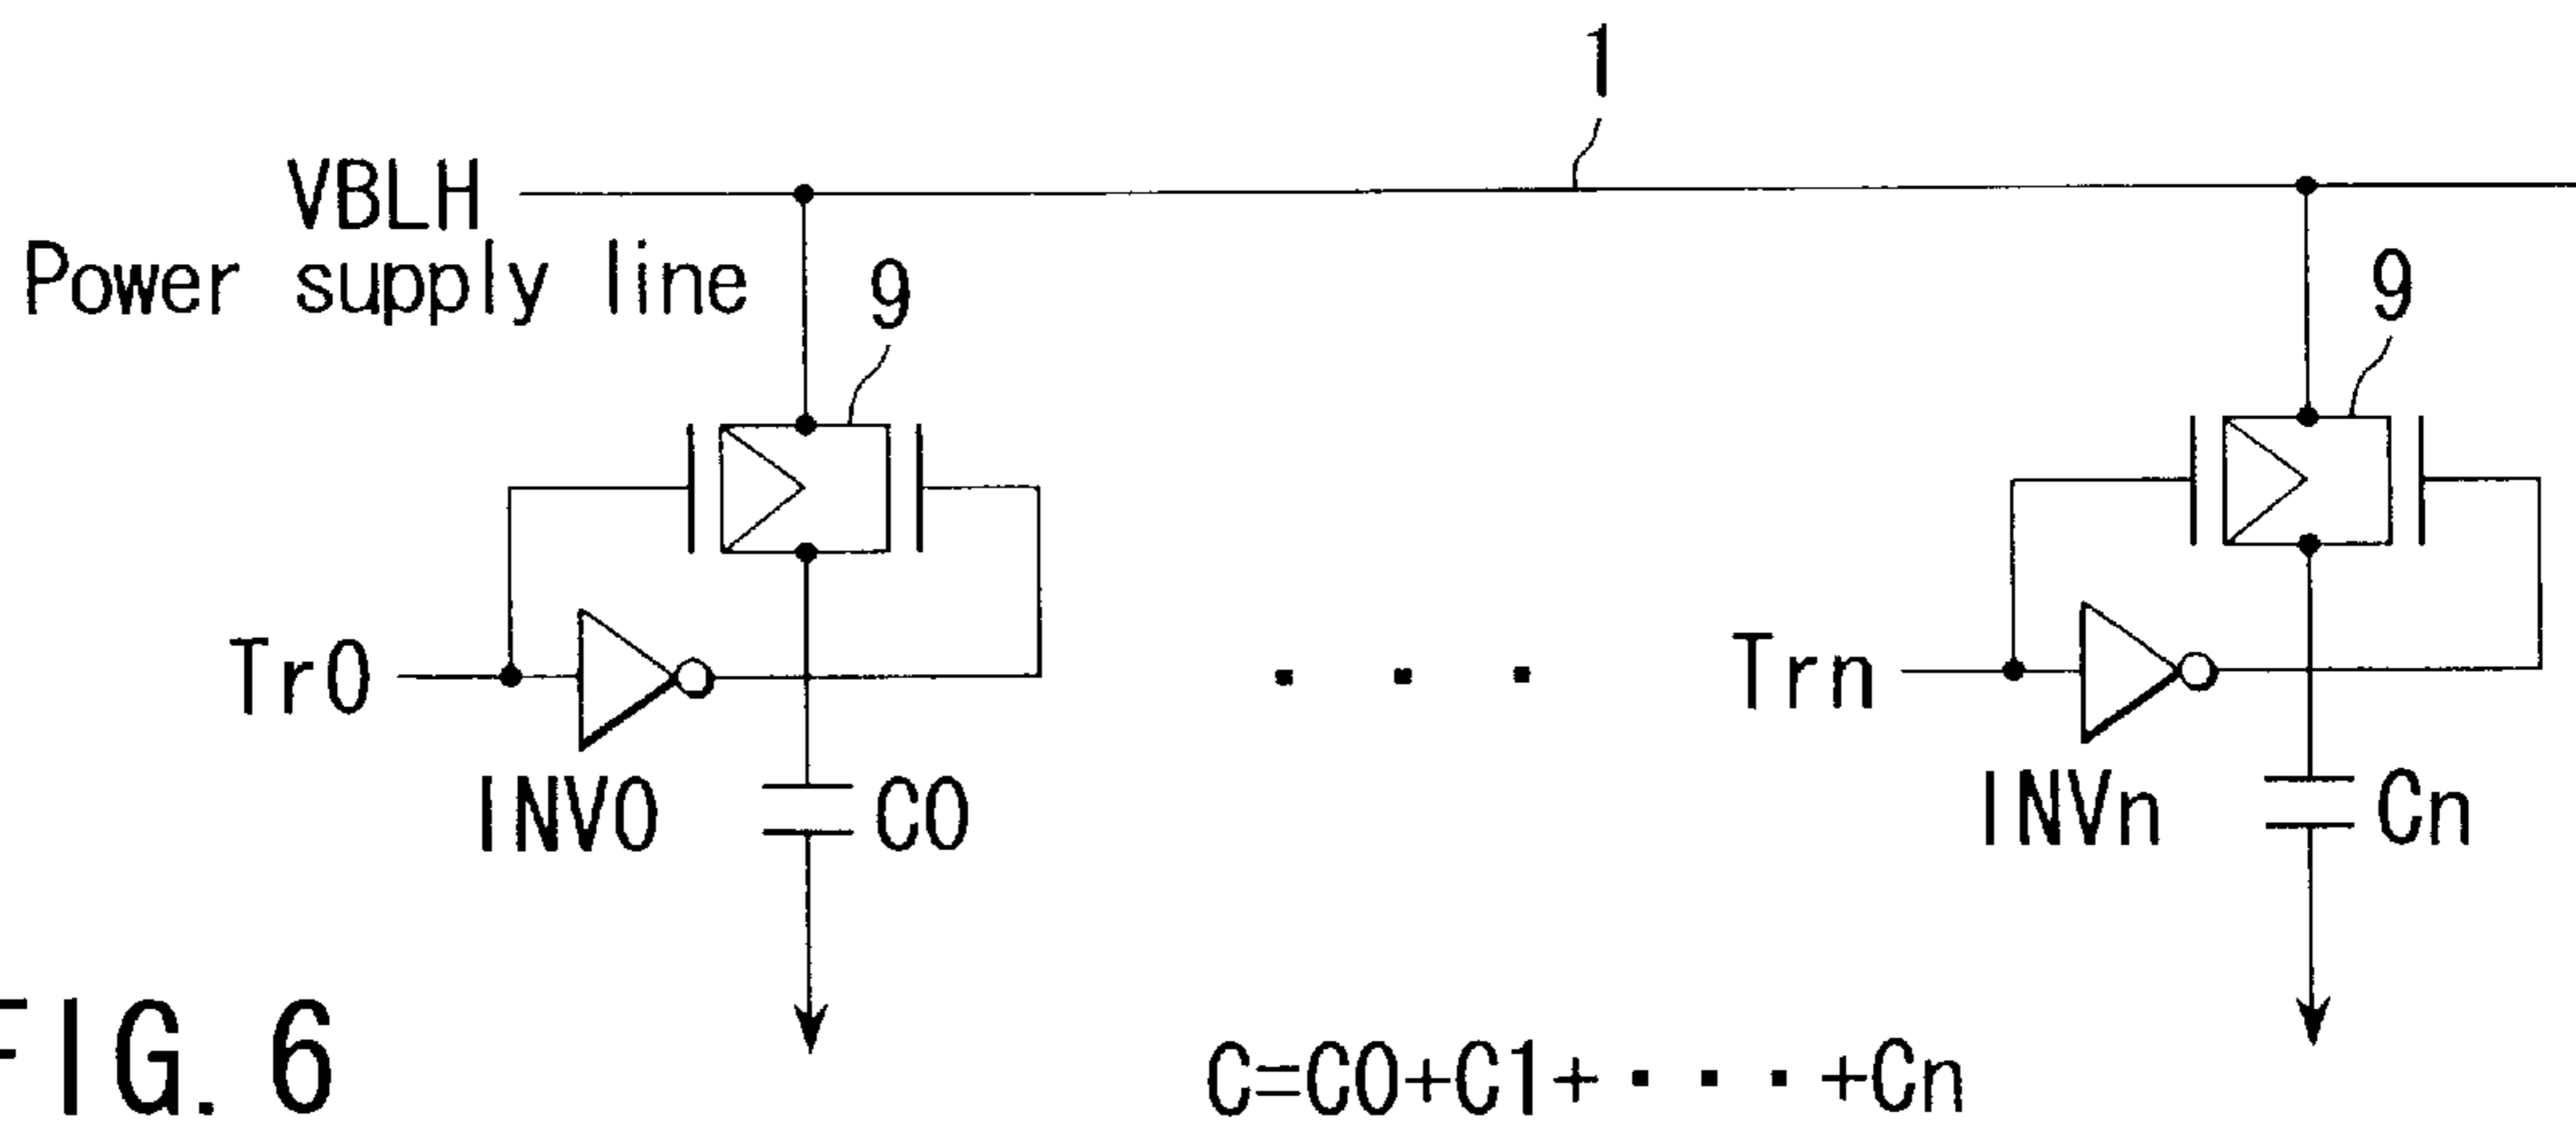 1
VBLH
Power supply line
9
9
Tr0
INV0
C0
. . .
Trn
INVn
Cn
FIG. 6
C=C0+C1+ · · · +Cn